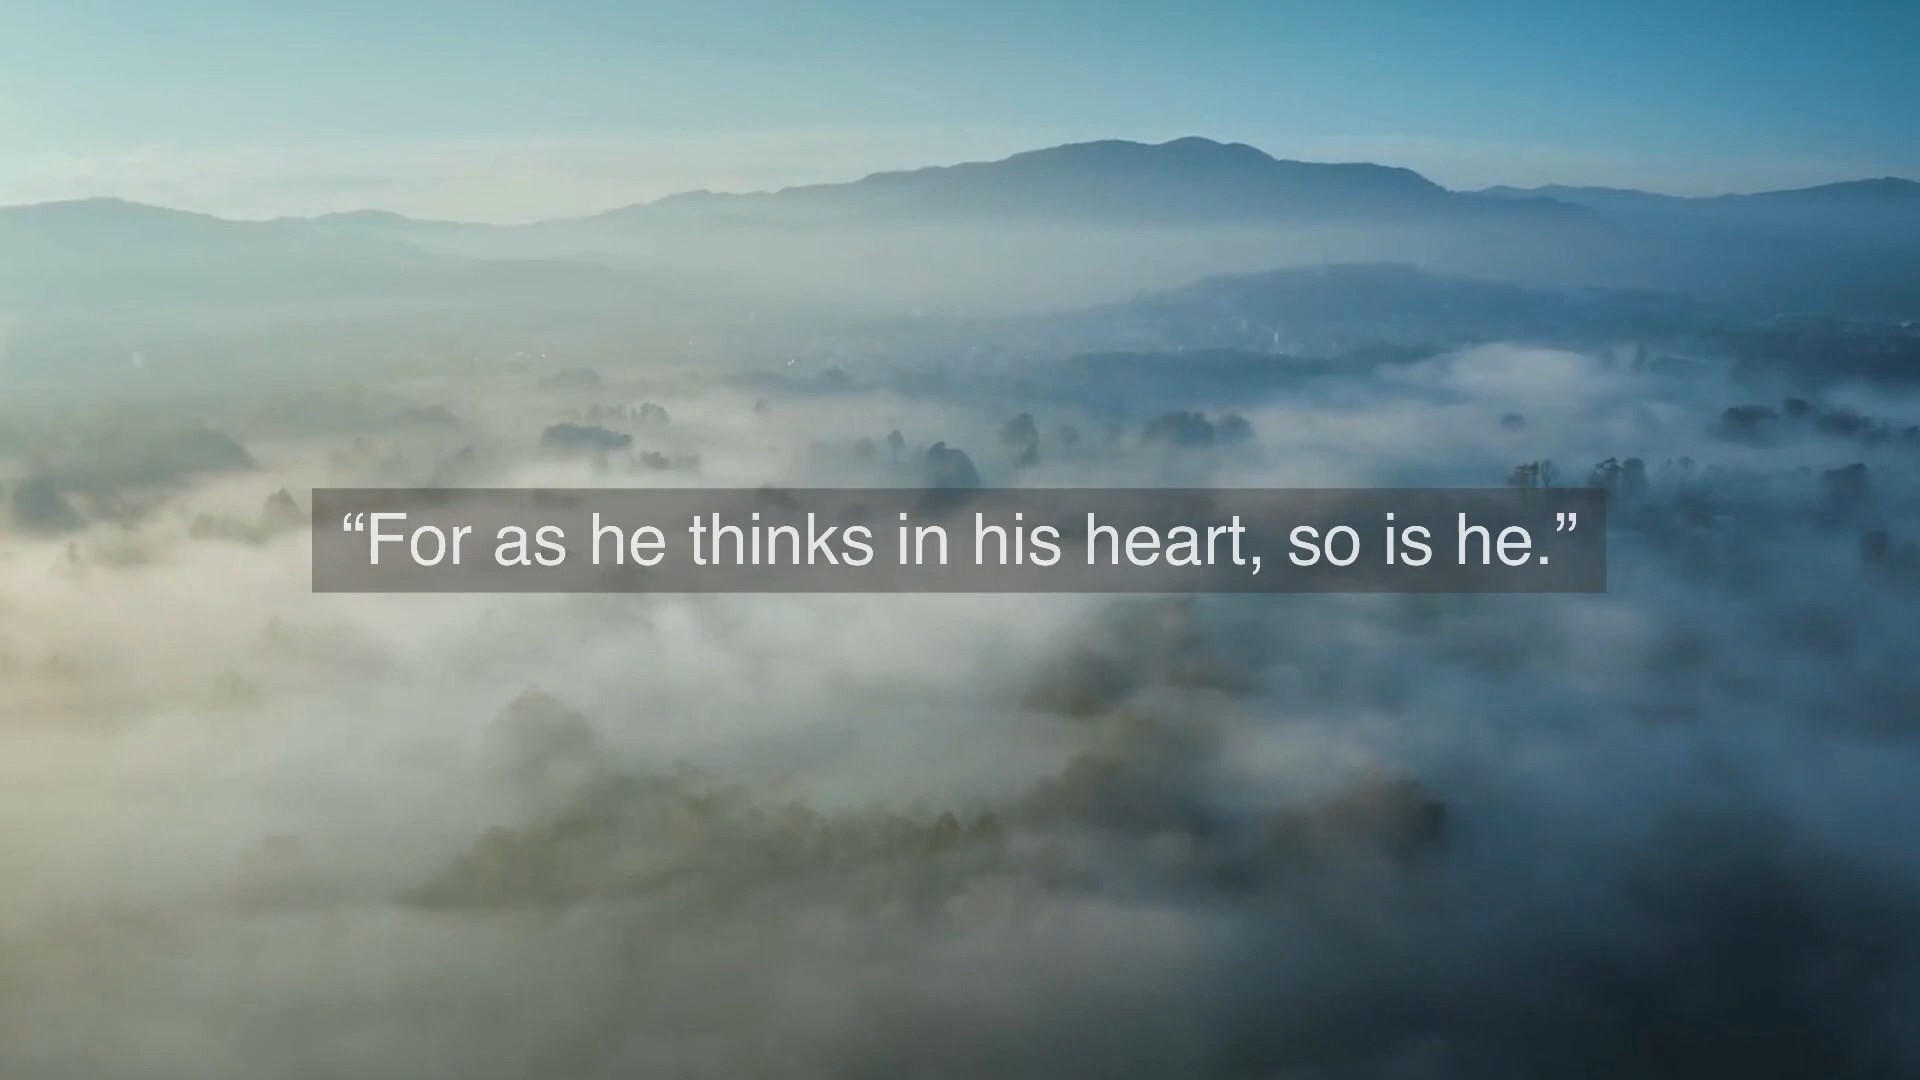 “For as he thinks in his heart, so is he.”